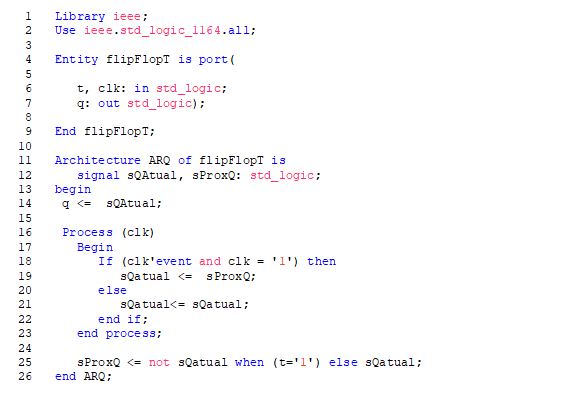 1 Library ieee;
2 Use ieee.std_logic_1164.all;
3
4 Entity flipFlopT is port(
5
6 t, clk: in std_logic;
7 q: out std_logic);
8
9 End flipFlopT;
10
11 Architecture ARQ of flipFlopT is
12 signal sQAtual, sProxQ: std_logic;
13 begin
14 q <= sQAtual;
15
16 Process (clk)
17 Begin
18 If (clk'event and clk = '1') then
19 sQatual <= sProxQ;
20 else
21 sQatual<= sQatual;
22 end if;
23 end process;
24
25 sProxQ <= not sQatual when (t='1') else sQatual;
26 end ARQ;